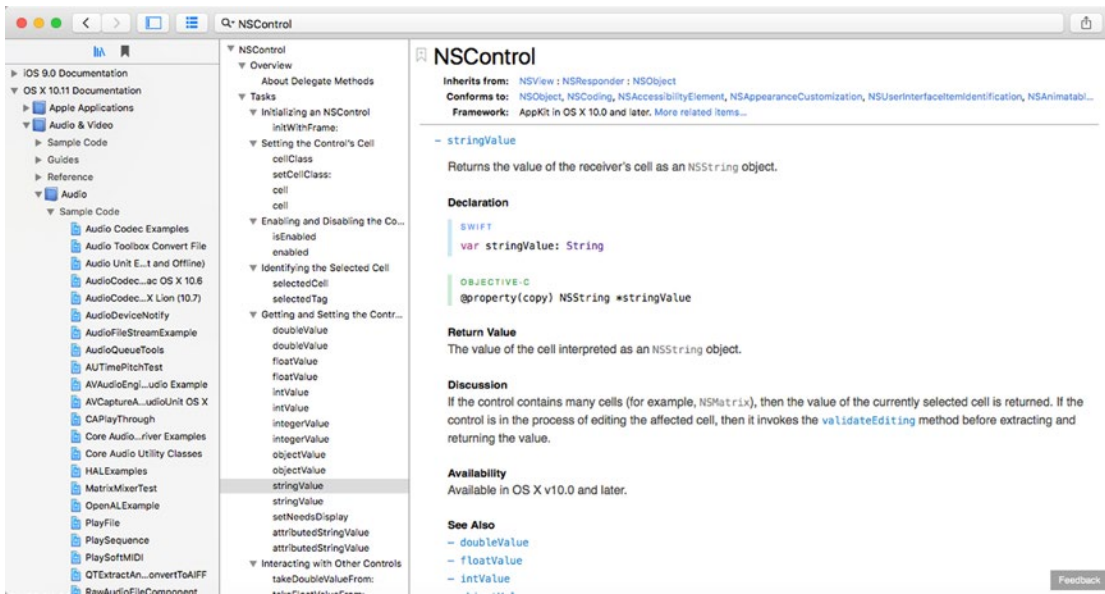 NSControl
iOS 9.0 Documentation
OS X 10.11 Documentation
Apple Applications
Audio & Video
Sample Code
Guides
Reference
Audio
Sample Code
Audio Codec Examples
Audio Toolbox Convert File
Audio Unit E...t and Offline)
AudioCodec...ac OS X 10.6
AudioCodec...X Lion (10.7)
AudioDeviceNotify
AudioFileStreamExample
AudioQueueTools
AUTimePitchTest
AVAudioEngi...udio Example
AVCaptureA...udioUnit OS X
CAPlayThrough
Core Audio...river Examples
Core Audio Utility Classes
HALExamples
MatrixMixerTest
OpenALExample
PlayFile
PlaySequence
PlaySoftMIDI
QTExtractAn...onvertToAIFF
RawAudioFileComponent
NSControl
Overview
About Delegate Methods
Tasks
Initializing an NSControl
initWithFrame:
Setting the Control's Cell
cellClass
setCellClass:
cell
cell
Enabling and Disabling the Co...
isEnabled
enabled
Identifying the Selected Cell
selectedCell
selectedTag
Getting and Setting the Contr...
doubleValue
doubleValue
floatValue
floatValue
intValue
intValue
integerValue
integerValue
objectValue
objectValue
stringValue
stringValue
setNeedsDisplay
attributedStringValue
attributedStringValue
Interacting with Other Controls
takeDoubleValueFrom:
takeFloatValueFrom:
NSControl
Inherits from: NSView : NSResponder : NSObject
Conforms to: NSObject, NSCoding, NSAccessibilityElement, NSAppearanceCustomization, NSUserInterfaceItemIdentification, NSAnimatabl...
Framework: AppKit in OS X 10.0 and later. More related items...
– stringValue
Returns the value of the receiver's cell as an NSString object.
Declaration
SWIFT
var stringValue: String
OBJECTIVE-C
@property(copy) NSString *stringValue
Return Value
The value of the cell interpreted as an NSString object.
Discussion
If the control contains many cells (for example, NSMatrix), then the value of the currently selected cell is returned. If the
control is in the process of editing the affected cell, then it invokes the validateEditing method before extracting and
returning the value.
Availability
Available in OS X v10.0 and later.
See Also
– doubleValue
– floatValue
– intValue
Feedback